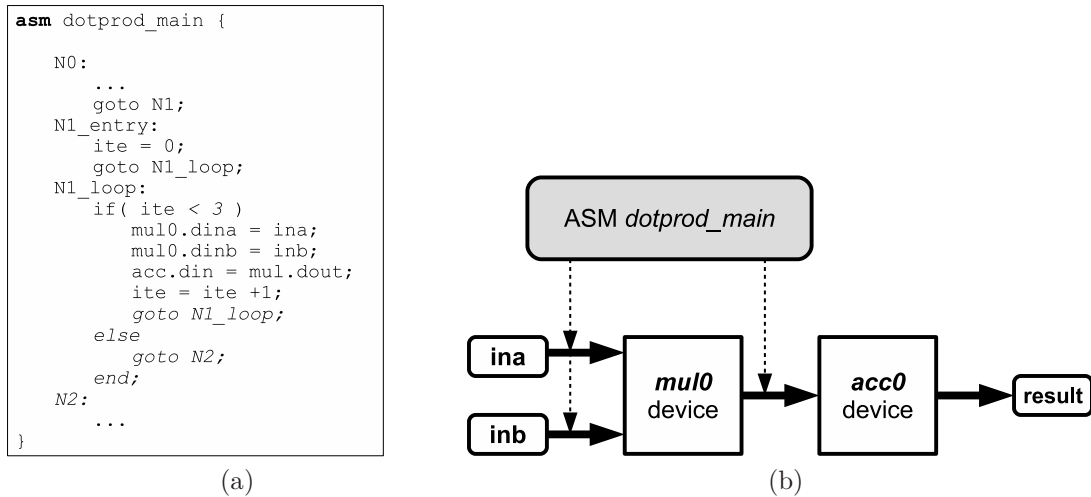 asm dotprod_main {
N0:
...
goto N1;
N1_entry:
ite = 0;
goto N1_loop;
N1_loop:
if( ite < 3 )
mul0.dina = ina;
mul0.dinb = inb;
acc.din = mul.dout;
ite = ite +1;
goto N1_loop;
else
goto N2;
end;
N2:
...
}
(a)
ASM dotprod_main
ina
inb
mul0
device
acc0
device
result
(b)